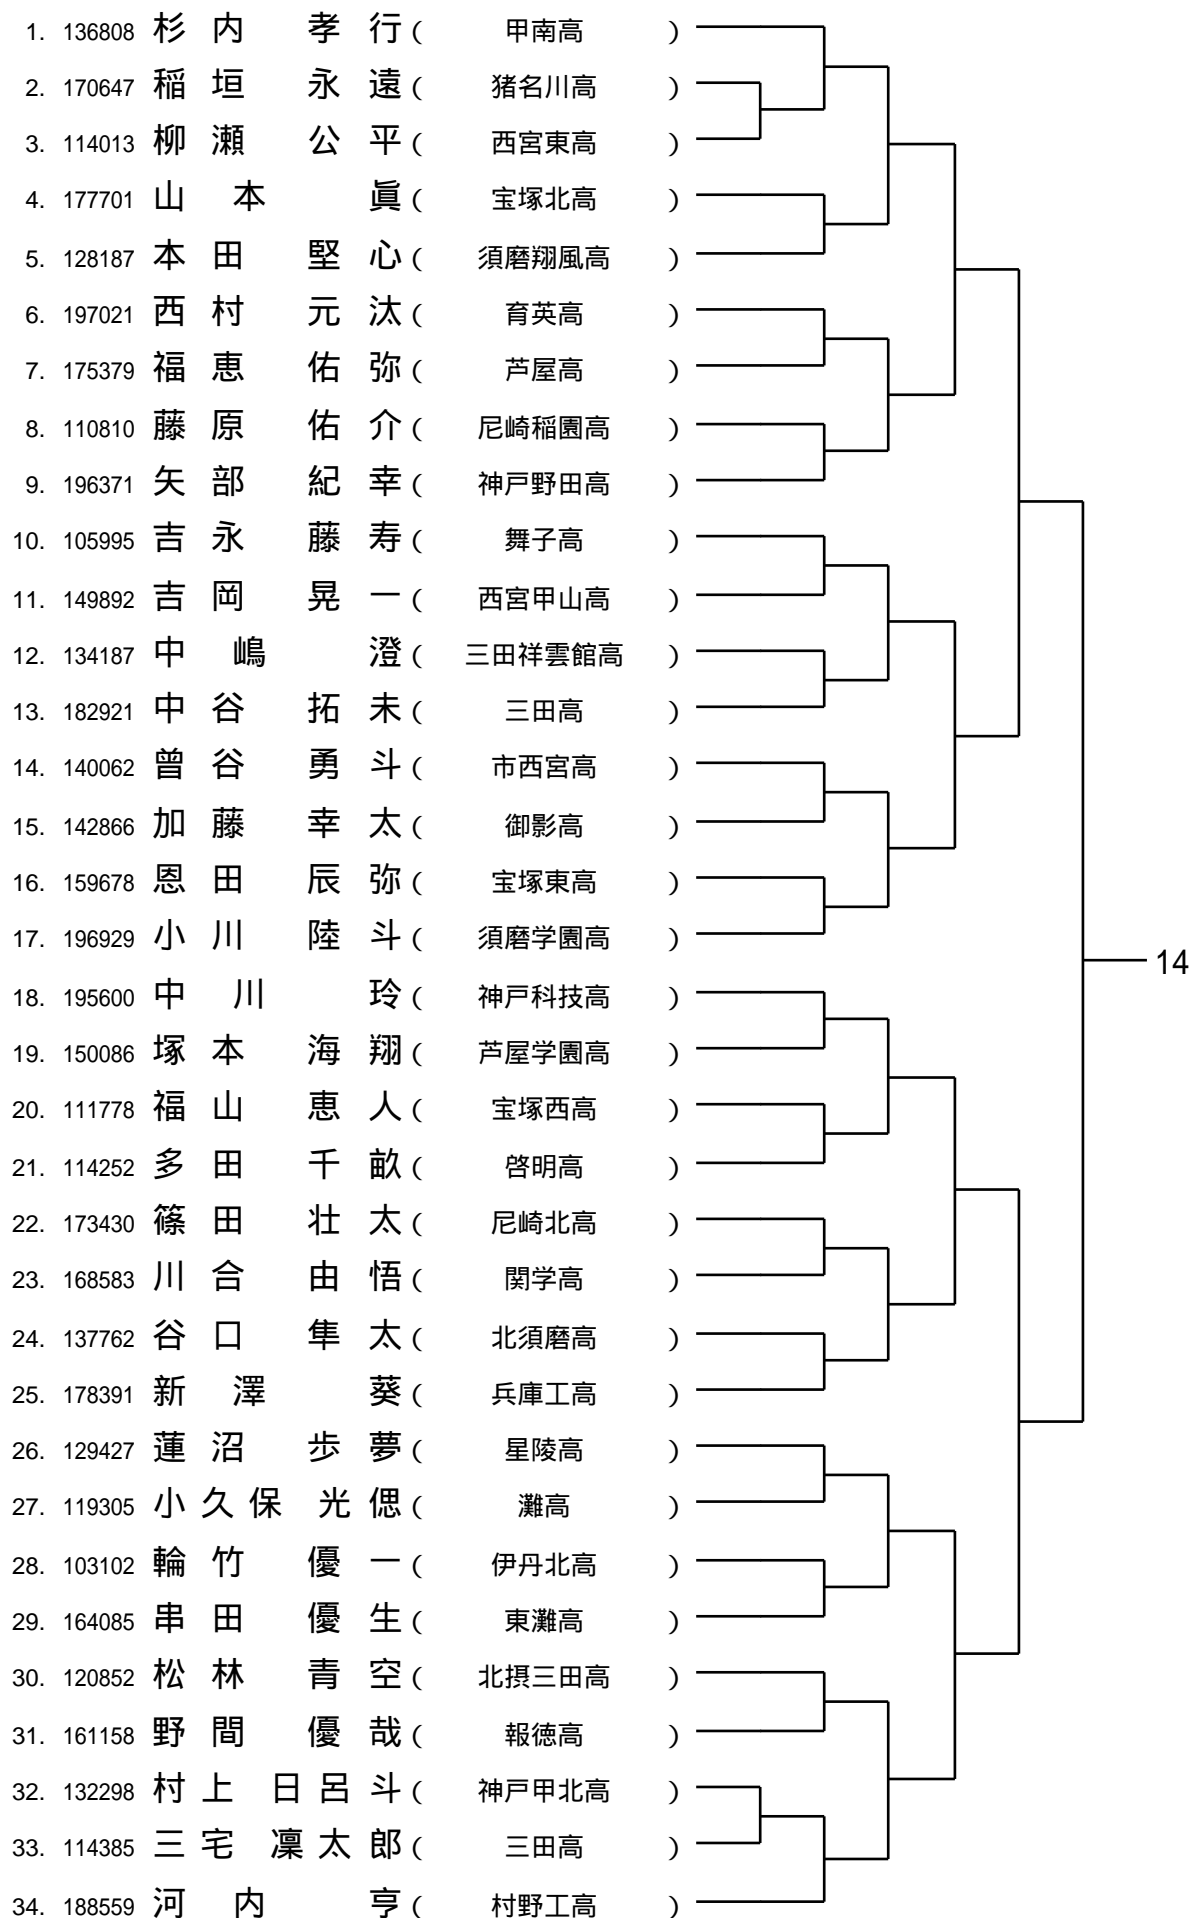 1. 136808 杉内 孝行 ( 甲南高 )
2. 170647 稲垣 永遠 ( 猪名川高 )
3. 114013 柳瀬 公平 ( 西宮東高 )
4. 177701 山本 眞 ( 宝塚北高 )
5. 128187 本田 堅心 ( 須磨翔風高 )
6. 197021 西村 元汰 ( 育英高 )
7. 175379 福恵 佑弥 ( 芦屋高 )
8. 110810 藤原 佑介 ( 尼崎稲園高 )
9. 196371 矢部 紀幸 ( 神戸野田高 )
10. 105995 吉永 藤寿 ( 舞子高 )
11. 149892 吉岡 晃一 ( 西宮甲山高 )
12. 134187 中嶋 澄 ( 三田祥雲館高 )
13. 182921 中谷 拓未 ( 三田高 )
14. 140062 曽谷 勇斗 ( 市西宮高 )
15. 142866 加藤 幸太 ( 御影高 )
16. 159678 恩田 辰弥 ( 宝塚東高 )
17. 196929 小川 陸斗 ( 須磨学園高 )
14
18. 195600 中川 玲 ( 神戸科技高 )
19. 150086 塚本 海翔 ( 芦屋学園高 )
20. 111778 福山 恵人 ( 宝塚西高 )
21. 114252 多田 千畝 ( 啓明高 )
22. 173430 篠田 壮太 ( 尼崎北高 )
23. 168583 川合 由悟 ( 関学高 )
24. 137762 谷口 隼太 ( 北須磨高 )
25. 178391 新澤 葵 ( 兵庫工高 )
26. 129427 蓮沼 歩夢 ( 星陵高 )
27. 119305 小久保 光偲 ( 灘高 )
28. 103102 輪竹 優一 ( 伊丹北高 )
29. 164085 串田 優生 ( 東灘高 )
30. 120852 松林 青空 ( 北摂三田高 )
31. 161158 野間 優哉 ( 報徳高 )
32. 132298 村上 日呂斗 ( 神戸甲北高 )
33. 114385 三宅 凜太郎 ( 三田高 )
34. 188559 河内 亨 ( 村野工高 )